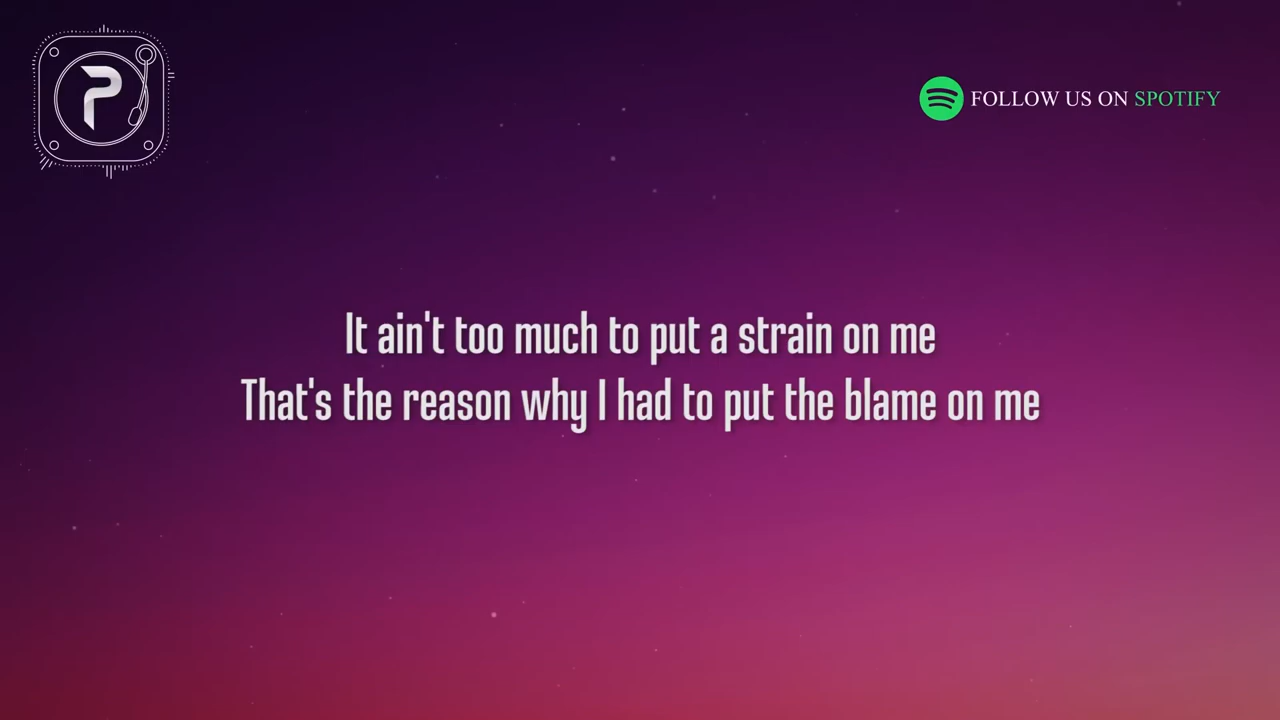 P
FOLLOW US ON SPOTIFY
It ain't too much to put a strain on me
That's the reason why I had to put the blame on me